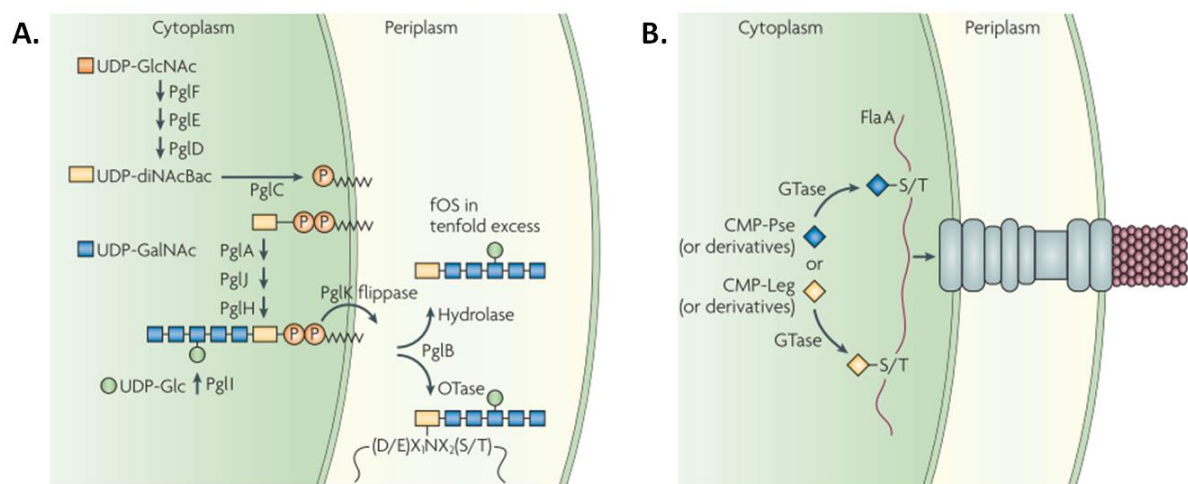 A.
Cytoplasm
Periplasm
UDP-GlcNAc
PglF
PglE
PglD
UDP-diNAcBac
PglC
P
P P
UDP-GalNAc
PglA
PglJ
PglH
P P
UDP-Glc
PglI
PglK flippase
fOS in
tenfold excess
Hydrolase
PglB
OTase
(D/E)X₁NX₂(S/T)
B.
Cytoplasm
Periplasm
FlaA
GTase
S/T
CMP-Pse
(or derivatives)
or
CMP-Leg
(or derivatives)
GTase
S/T